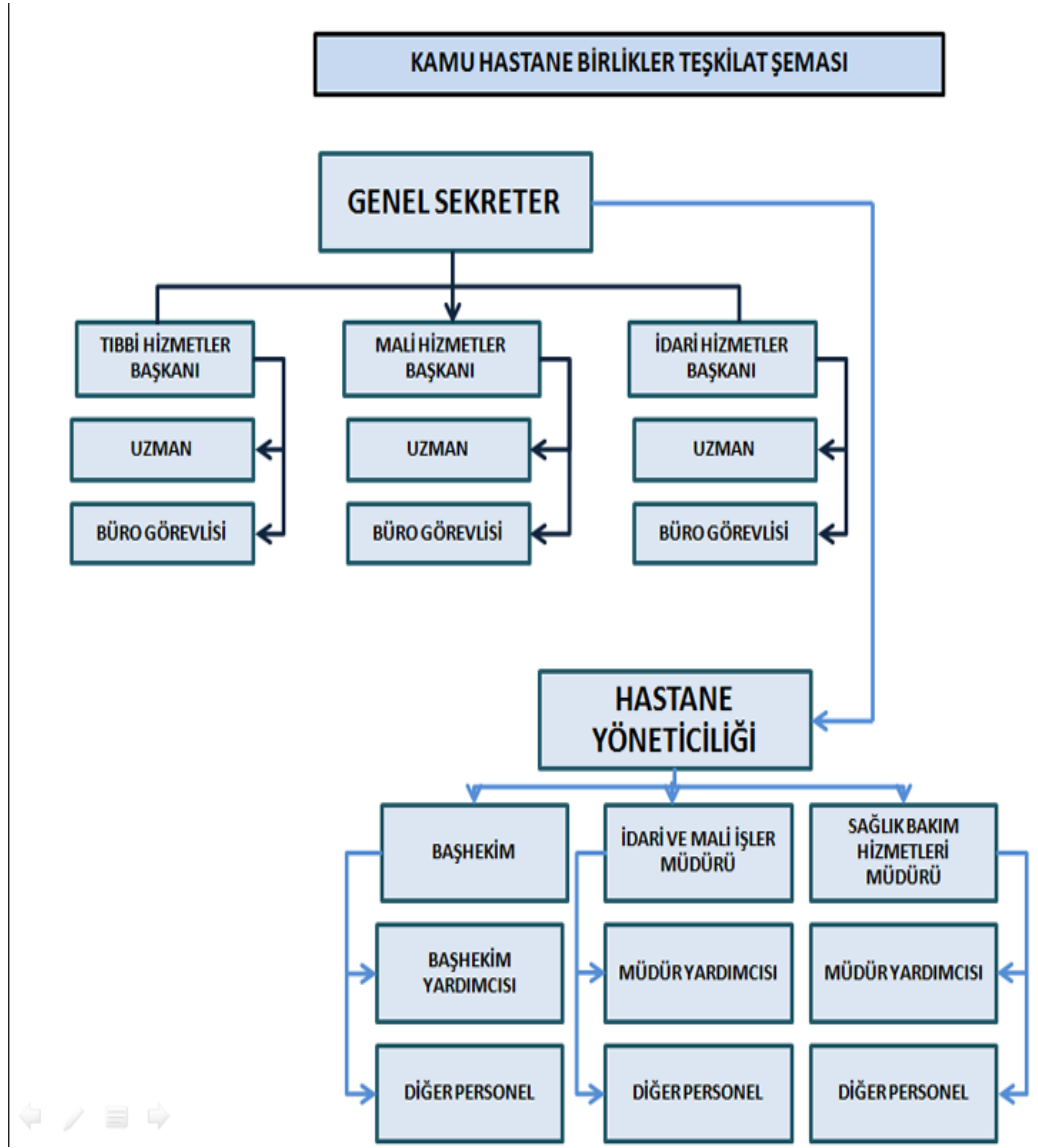 KAMU HASTANE BİRLİKLER TEŞKİLAT ŞEMASI
GENEL SEKRETER
TIBBİ HİZMETLER
BAŞKANI
MALİ HİZMETLER
BAŞKANI
İDARİ HİZMETLER
BAŞKANI
UZMAN
UZMAN
UZMAN
BÜRO GÖREVLİSİ
BÜRO GÖREVLİSİ
BÜRO GÖREVLİSİ
HASTANE
YÖNETİCİLİĞİ
BAŞHEKİM
İDARİ VE MALİ İŞLER
MÜDÜRÜ
SAĞLIK BAKIM
HİZMETLERİ
MÜDÜRÜ
BAŞHEKİM
YARDIMCISI
MÜDÜR YARDIMCISI
MÜDÜR YARDIMCISI
DİĞER PERSONEL
DİĞER PERSONEL
DİĞER PERSONEL